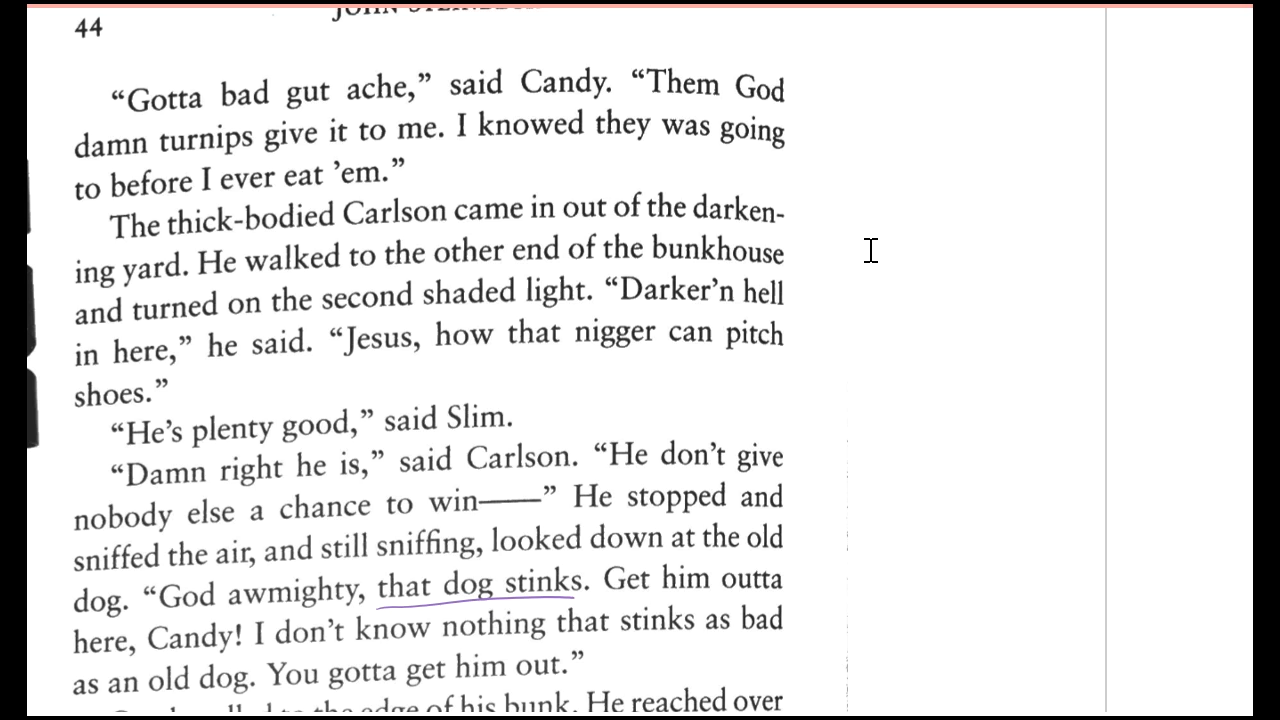 44
“Gotta bad gut ache,” said Candy. “Them God
damn turnips give it to me. I knowed they was going
to before I ever eat ’em.”
The thick-bodied Carlson came in out of the darken-
ing yard. He walked to the other end of the bunkhouse
and turned on the second shaded light. “Darker’n hell
in here,” he said. “Jesus, how that nigger can pitch
shoes.”
“He’s plenty good,” said Slim.
“Damn right he is,” said Carlson. “He don’t give
nobody else a chance to win——” He stopped and
sniffed the air, and still sniffing, looked down at the old
dog. “God awmighty, that dog stinks. Get him outta
here, Candy! I don’t know nothing that stinks as bad
as an old dog. You gotta get him out.”
to the edge of his bunk. He reached over